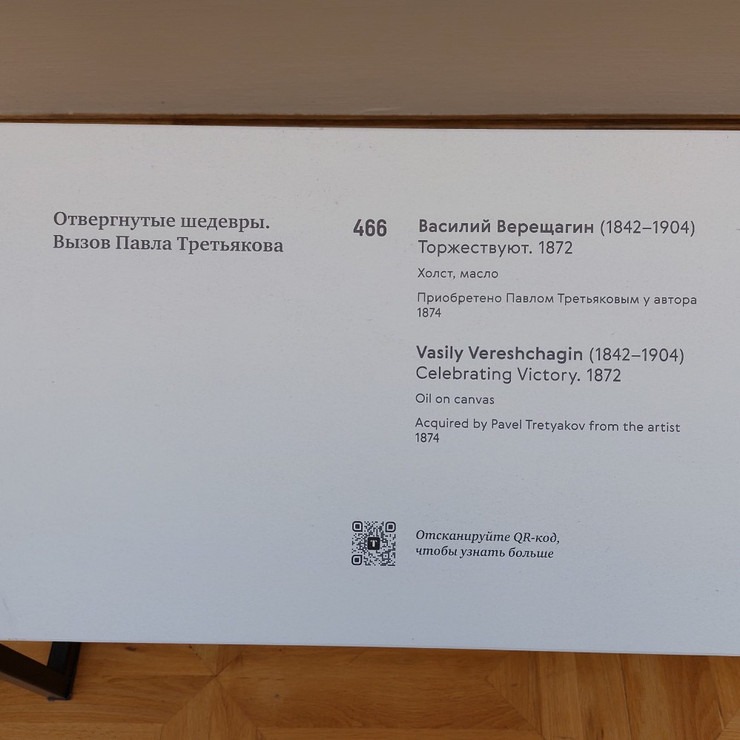 Отвергнутые шедевры.
Вызов Павла Третьякова
466
Василий Верещагин (1842–1904)
Торжествуют. 1872
Холст, масло
Приобретено Павлом Третьяковым у автора
1874
Vasily Vereshchagin (1842–1904)
Celebrating Victory. 1872
Oil on canvas
Acquired by Pavel Tretyakov from the artist
1874
T
Отсканируйте QR-код,
чтобы узнать больше